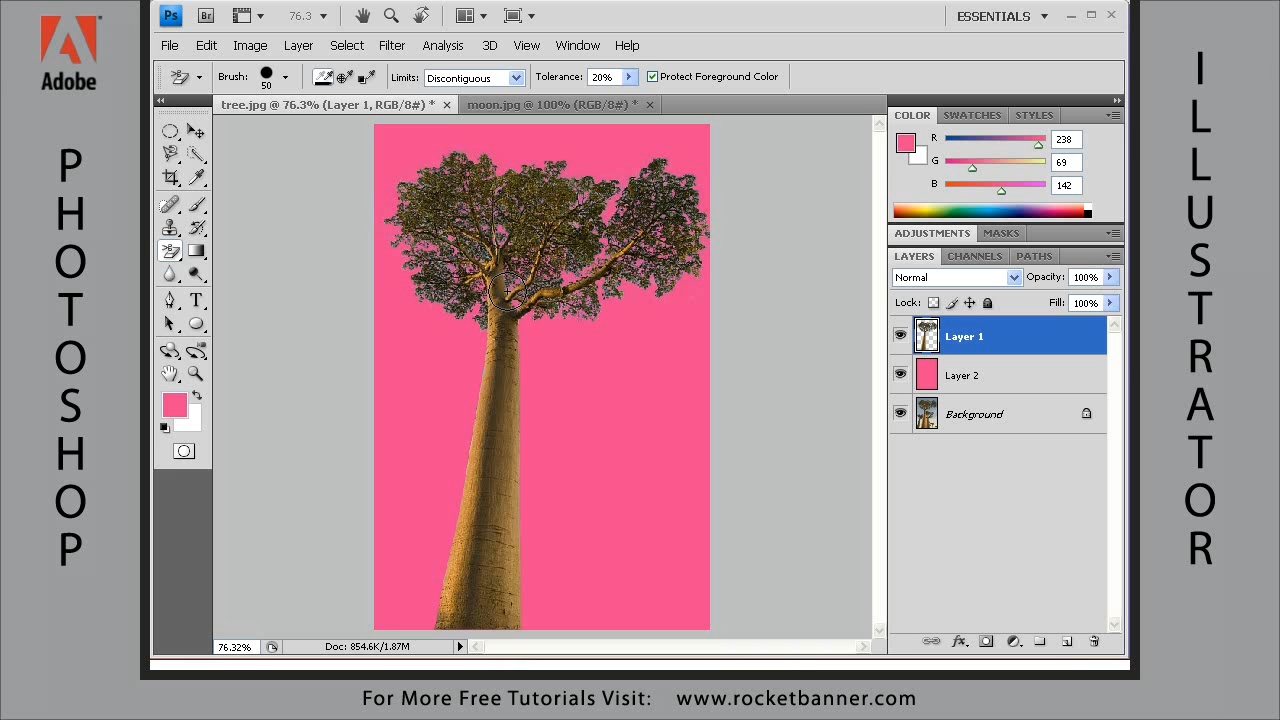 Adobe
PHOTOSHOP
Ps
Br
76.3
ESSENTIALS
File Edit Image Layer Select Filter Analysis 3D View Window Help
Brush: 50 Limits: Discontiguous Tolerance: 20% Protect Foreground Color
tree.jpg @ 76.3% (Layer 1, RGB/8#) *
moon.jpg @ 100% (RGB/8#) *
COLOR SWATCHES STYLES
R 238
G 69
B 142
ADJUSTMENTS MASKS
LAYERS CHANNELS PATHS
Normal Opacity: 100%
Lock: Fill: 100%
Layer 1
Layer 2
Background
T
76.32% Doc: 854.6K/1.87M
fx
ILLUSTRATOR
For More Free Tutorials Visit: www.rocketbanner.com